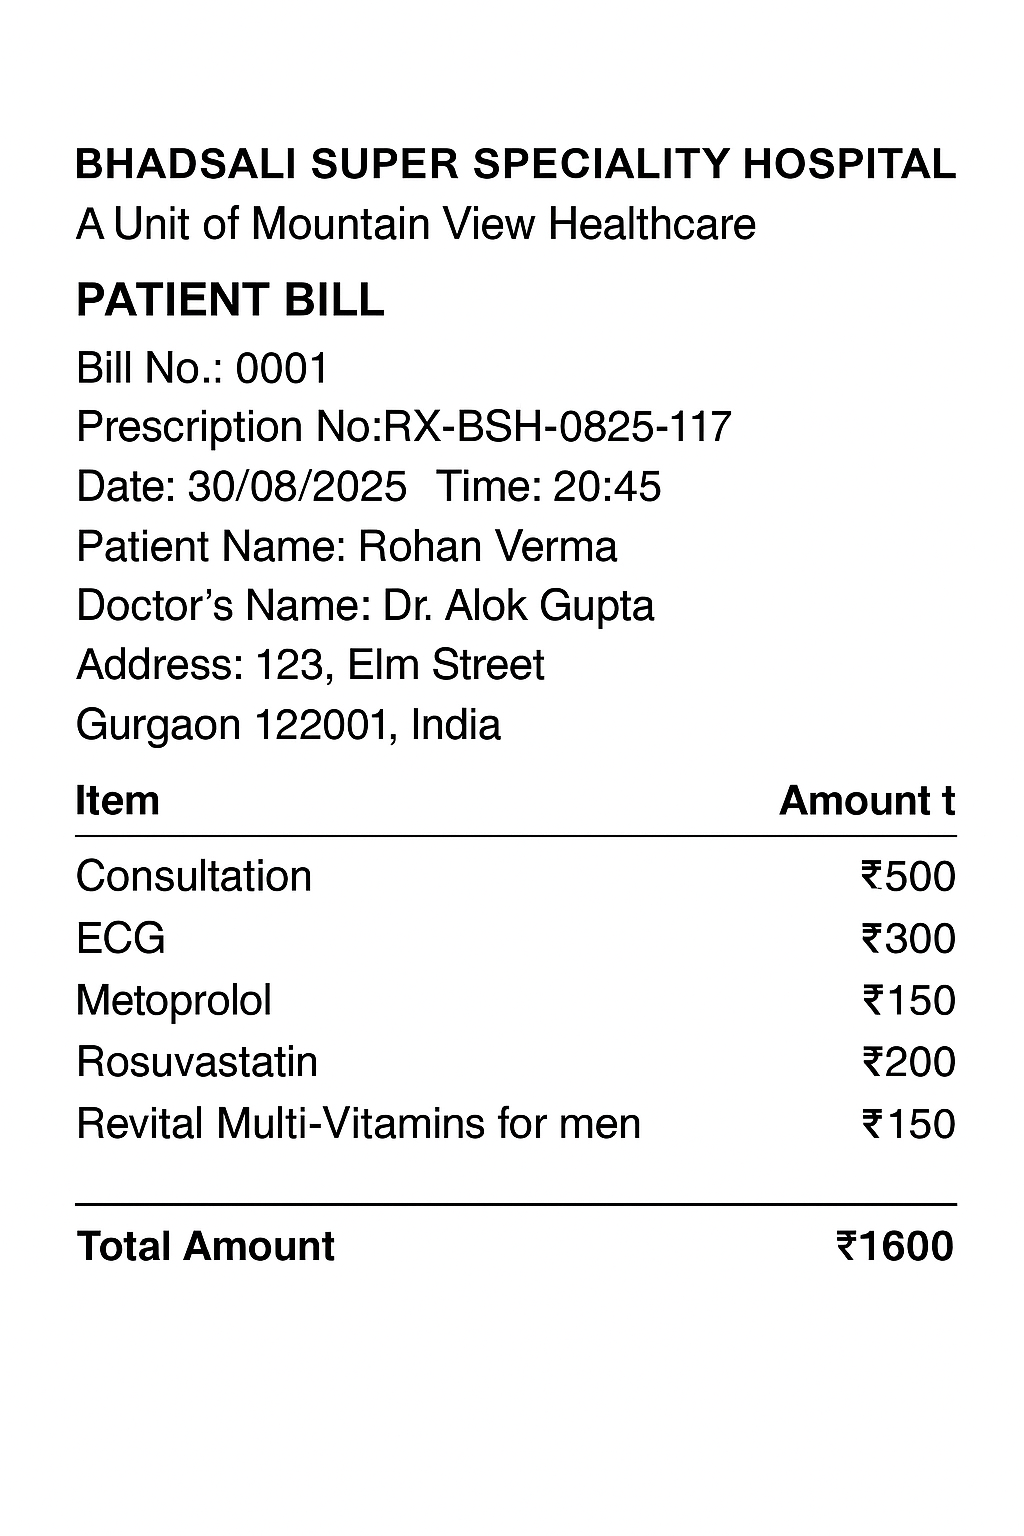 BHADSALI SUPER SPECIALITY HOSPITAL
A Unit of Mountain View Healthcare
PATIENT BILL
Bill No.: 0001
Prescription No:RX-BSH-0825-117
Date: 30/08/2025 Time: 20:45
Patient Name: Rohan Verma
Doctor’s Name: Dr. Alok Gupta
Address: 123, Elm Street
Gurgaon 122001, India
Item Amount t
Consultation ₹500
ECG ₹300
Metoprolol ₹150
Rosuvastatin ₹200
Revital Multi-Vitamins for men ₹150
Total Amount ₹1600